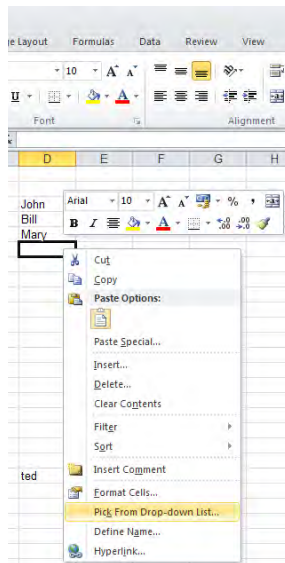 ge Layout Formulas Data Review View
10 A A
U A
Font Alignment
D E F G H
John
Bill
Mary
Arial 10 A A % ,
B I A .00 .0
Cut
Copy
Paste Options:
Paste Special...
Insert...
Delete...
Clear Contents
Filter
Sort
Insert Comment
ted
Format Cells...
Pick From Drop-down List...
Define Name...
Hyperlink...